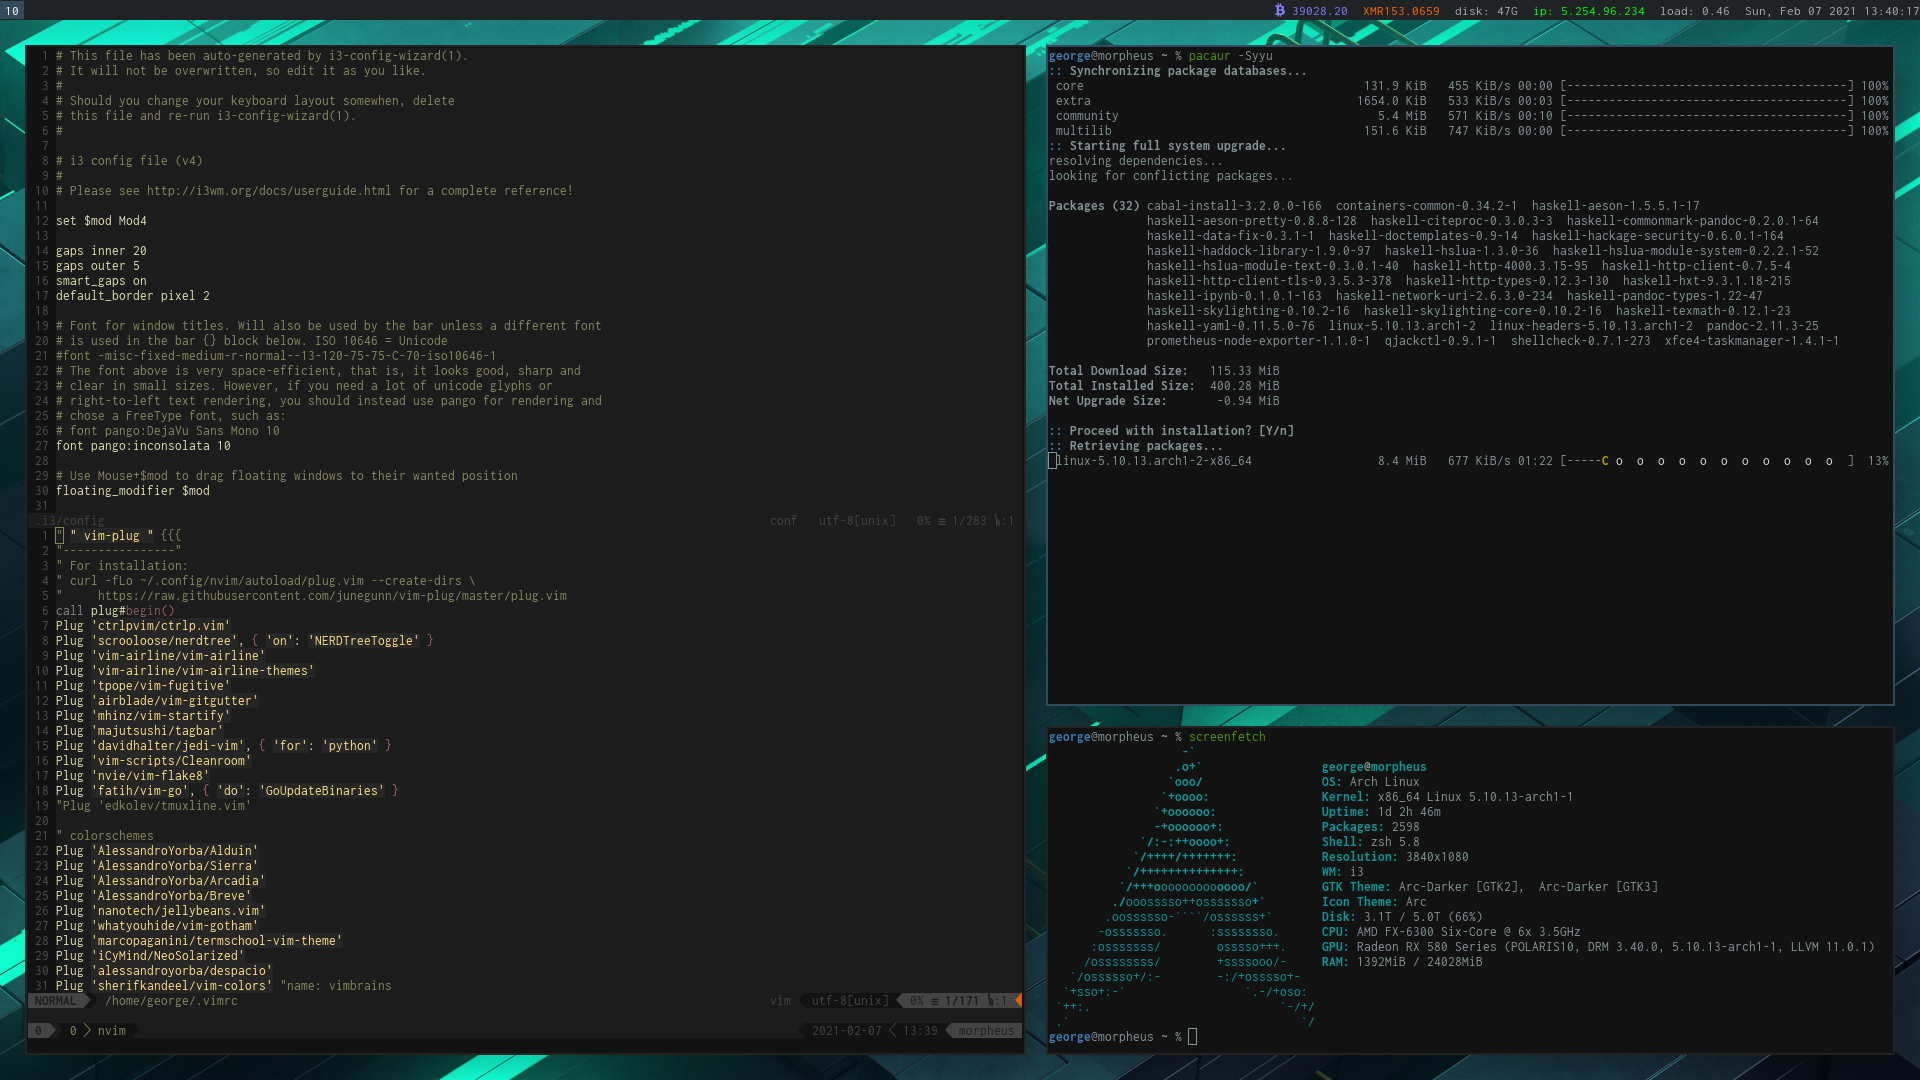 10
39028.20 XMR153.0659 disk: 47G ip: 5.254.96.234 load: 0.46 Sun, Feb 07 2021 13:40:17
1 # This file has been auto-generated by i3-config-wizard(1).
2 # It will not be overwritten, so edit it as you like.
3 #
4 # Should you change your keyboard layout somewhen, delete
5 # this file and re-run i3-config-wizard(1).
6 #
7
8 # i3 config file (v4)
9 #
10 # Please see http://i3wm.org/docs/userguide.html for a complete reference!
11
12 set $mod Mod4
13
14 gaps inner 20
15 gaps outer 5
16 smart_gaps on
17 default_border pixel 2
18
19 # Font for window titles. Will also be used by the bar unless a different font
20 # is used in the bar {} block below. ISO 10646 = Unicode
21 #font -misc-fixed-medium-r-normal--13-120-75-75-C-70-iso10646-1
22 # The font above is very space-efficient, that is, it looks good, sharp and
23 # clear in small sizes. However, if you need a lot of unicode glyphs or
24 # right-to-left text rendering, you should instead use pango for rendering and
25 # chose a FreeType font, such as:
26 # font pango:DejaVu Sans Mono 10
27 font pango:inconsolata 10
28
29 # Use Mouse+$mod to drag floating windows to their wanted position
30 floating_modifier $mod
31
.i3/config conf utf-8[unix] 0% ≡ 1/283 :1
1 " " vim-plug " {{{
2 "----------------"
3 " For installation:
4 " curl -fLo ~/.config/nvim/autoload/plug.vim --create-dirs \
5 "     https://raw.githubusercontent.com/junegunn/vim-plug/master/plug.vim
6 call plug#begin()
7 Plug 'ctrlpvim/ctrlp.vim'
8 Plug 'scrooloose/nerdtree', { 'on': 'NERDTreeToggle' }
9 Plug 'vim-airline/vim-airline'
10 Plug 'vim-airline/vim-airline-themes'
11 Plug 'tpope/vim-fugitive'
12 Plug 'airblade/vim-gitgutter'
13 Plug 'mhinz/vim-startify'
14 Plug 'majutsushi/tagbar'
15 Plug 'davidhalter/jedi-vim', { 'for': 'python' }
16 Plug 'vim-scripts/Cleanroom'
17 Plug 'nvie/vim-flake8'
18 Plug 'fatih/vim-go', { 'do': 'GoUpdateBinaries' }
19 "Plug 'edkolev/tmuxline.vim'
20
21 " colorschemes
22 Plug 'AlessandroYorba/Alduin'
23 Plug 'AlessandroYorba/Sierra'
24 Plug 'AlessandroYorba/Arcadia'
25 Plug 'AlessandroYorba/Breve'
26 Plug 'nanotech/jellybeans.vim'
27 Plug 'whatyouhide/vim-gotham'
28 Plug 'marcopaganini/termschool-vim-theme'
29 Plug 'iCyMind/NeoSolarized'
30 Plug 'alessandroyorba/despacio'
31 Plug 'sherifkandeel/vim-colors' "name: vimbrains
NORMAL /home/george/.vimrc vim utf-8[unix] 0% ≡ 1/171 :1
0 0 nvim 2021-02-07 13:39 morpheus
george@morpheus ~ % pacaur -Syyu
:: Synchronizing package databases...
core 131.9 KiB 455 KiB/s 00:00 [----------------------------------------] 100%
extra 1654.0 KiB 533 KiB/s 00:03 [----------------------------------------] 100%
community 5.4 MiB 571 KiB/s 00:10 [----------------------------------------] 100%
multilib 151.6 KiB 747 KiB/s 00:00 [----------------------------------------] 100%
:: Starting full system upgrade...
resolving dependencies...
looking for conflicting packages...
Packages (32) cabal-install-3.2.0.0-166 containers-common-0.34.2-1 haskell-aeson-1.5.5.1-17
haskell-aeson-pretty-0.8.8-128 haskell-citeproc-0.3.0.3-3 haskell-commonmark-pandoc-0.2.0.1-64
haskell-data-fix-0.3.1-1 haskell-doctemplates-0.9-14 haskell-hackage-security-0.6.0.1-164
haskell-haddock-library-1.9.0-97 haskell-hslua-1.3.0-36 haskell-hslua-module-system-0.2.2.1-52
haskell-hslua-module-text-0.3.0.1-40 haskell-http-4000.3.15-95 haskell-http-client-0.7.5-4
haskell-http-client-tls-0.3.5.3-378 haskell-http-types-0.12.3-130 haskell-hxt-9.3.1.18-215
haskell-ipynb-0.1.0.1-163 haskell-network-uri-2.6.3.0-234 haskell-pandoc-types-1.22-47
haskell-skylighting-0.10.2-16 haskell-skylighting-core-0.10.2-16 haskell-texmath-0.12.1-23
haskell-yaml-0.11.5.0-76 linux-5.10.13.arch1-2 linux-headers-5.10.13.arch1-2 pandoc-2.11.3-25
prometheus-node-exporter-1.1.0-1 qjackctl-0.9.1-1 shellcheck-0.7.1-273 xfce4-taskmanager-1.4.1-1
Total Download Size: 115.33 MiB
Total Installed Size: 400.28 MiB
Net Upgrade Size: -0.94 MiB
:: Proceed with installation? [Y/n]
:: Retrieving packages...
linux-5.10.13.arch1-2-x86_64 8.4 MiB 677 KiB/s 01:22 [-----C o o o o o o o o o o o ] 13%
george@morpheus ~ % screenfetch
george@morpheus
OS: Arch Linux
Kernel: x86_64 Linux 5.10.13-arch1-1
Uptime: 1d 2h 46m
Packages: 2598
Shell: zsh 5.8
Resolution: 3840x1080
WM: i3
GTK Theme: Arc-Darker [GTK2], Arc-Darker [GTK3]
Icon Theme: Arc
Disk: 3.1T / 5.0T (66%)
CPU: AMD FX-6300 Six-Core @ 6x 3.5GHz
GPU: Radeon RX 580 Series (POLARIS10, DRM 3.40.0, 5.10.13-arch1-1, LLVM 11.0.1)
RAM: 1392MiB / 24028MiB
george@morpheus ~ %